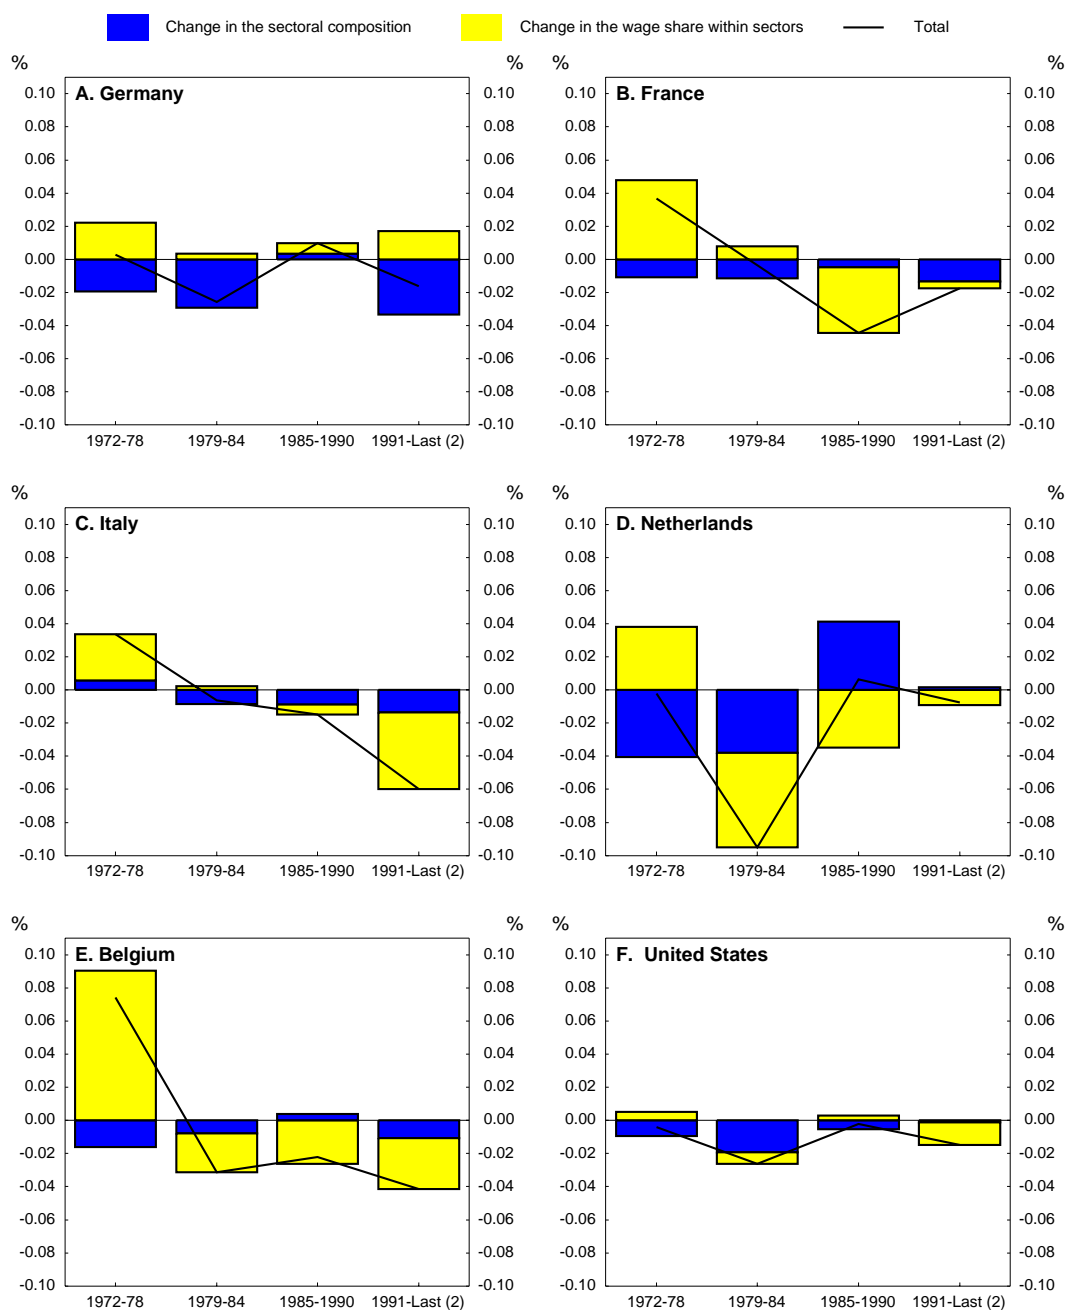 Change in the sectoral composition Change in the wage share within sectors Total
% % % %
A. Germany B. France
0.10 0.10 0.10 0.10
0.08 0.08 0.08 0.08
0.06 0.06 0.06 0.06
0.04 0.04 0.04 0.04
0.02 0.02 0.02 0.02
0.00 0.00 0.00 0.00
-0.02 -0.02 -0.02 -0.02
-0.04 -0.04 -0.04 -0.04
-0.06 -0.06 -0.06 -0.06
-0.08 -0.08 -0.08 -0.08
-0.10 -0.10 -0.10 -0.10
1972-78 1979-84 1985-1990 1991-Last (2) 1972-78 1979-84 1985-1990 1991-Last (2)
% % % %
C. Italy D. Netherlands
0.10 0.10 0.10 0.10
0.08 0.08 0.08 0.08
0.06 0.06 0.06 0.06
0.04 0.04 0.04 0.04
0.02 0.02 0.02 0.02
0.00 0.00 0.00 0.00
-0.02 -0.02 -0.02 -0.02
-0.04 -0.04 -0.04 -0.04
-0.06 -0.06 -0.06 -0.06
-0.08 -0.08 -0.08 -0.08
-0.10 -0.10 -0.10 -0.10
1972-78 1979-84 1985-1990 1991-Last (2) 1972-78 1979-84 1985-1990 1991-Last (2)
% % % %
E. Belgium F. United States
0.10 0.10 0.10 0.10
0.08 0.08 0.08 0.08
0.06 0.06 0.06 0.06
0.04 0.04 0.04 0.04
0.02 0.02 0.02 0.02
0.00 0.00 0.00 0.00
-0.02 -0.02 -0.02 -0.02
-0.04 -0.04 -0.04 -0.04
-0.06 -0.06 -0.06 -0.06
-0.08 -0.08 -0.08 -0.08
-0.10 -0.10 -0.10 -0.10
1972-78 1979-84 1985-1990 1991-Last (2) 1972-78 1979-84 1985-1990 1991-Last (2)